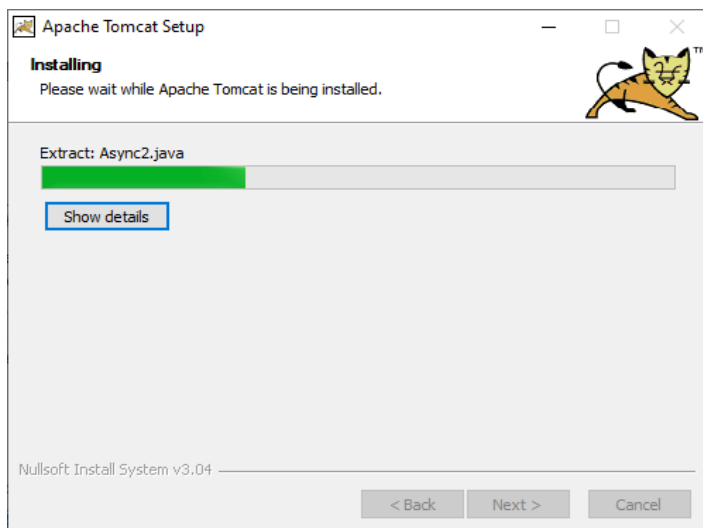 Apache Tomcat Setup
Installing
Please wait while Apache Tomcat is being installed.
TM
Extract: Async2.java
Show details
Nullsoft Install System v3.04
< Back Next > Cancel